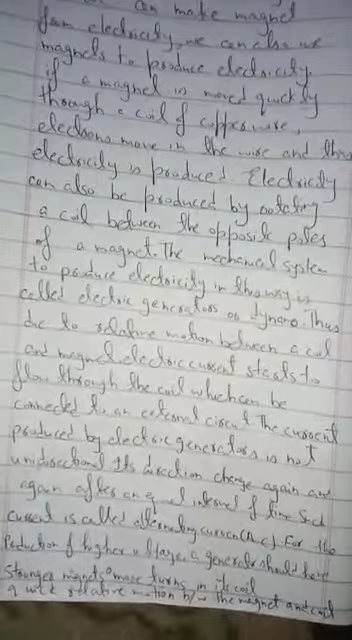 can make magnet
from electricity, we can also use
magnets to produce electricity.
if a magnet is moved quickly
through a coil of copper wire,
electrons move in the wire and thus
electricity is produced Electricity
can also be produced by rotating
a coil between the opposite poles
of a magnet. The mechanical system
to produce electricity in this way is
called electric generators or dynamo. Thus
due to relative motion between a coil
and magnet electric current starts to
flow through the coil which can be
connected to an external circuit. The current
produced by electric generators is not
unidirectional its direction change again and
again after an equal interval of time Such
current is called alternating current (A.C). For the
Production of higher voltage, a generator should have
stronger magnets more turns in its coil
quick relative motion b/w the magnet and coil